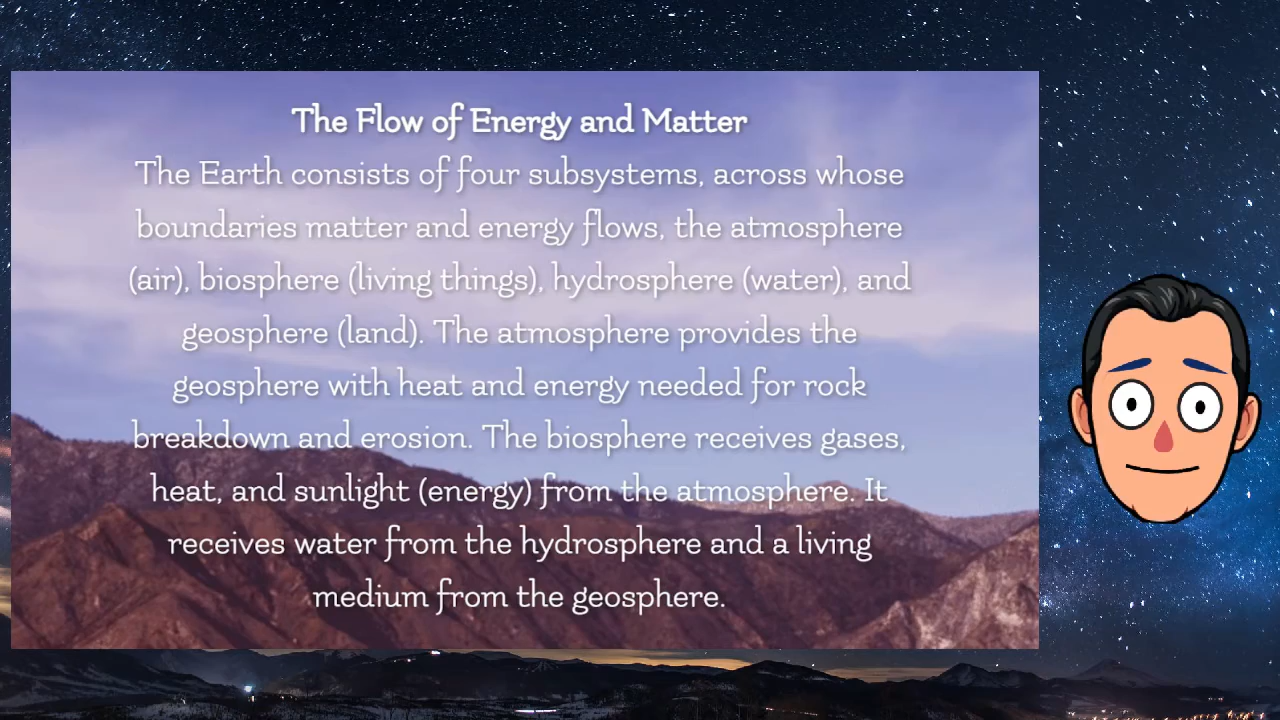 The Flow of Energy and Matter
The Earth consists of four subsystems, across whose
boundaries matter and energy flows, the atmosphere
(air), biosphere (living things), hydrosphere (water), and
geosphere (land). The atmosphere provides the
geosphere with heat and energy needed for rock
breakdown and erosion. The biosphere receives gases,
heat, and sunlight (energy) from the atmosphere. It
receives water from the hydrosphere and a living
medium from the geosphere.